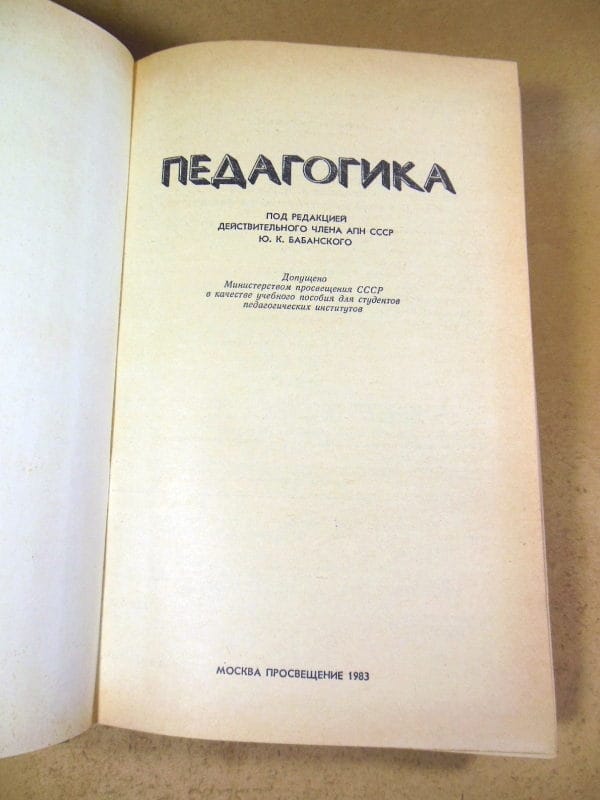 ПЕДАГОГИКА
ПОД РЕДАКЦИЕЙ
ДЕЙСТВИТЕЛЬНОГО ЧЛЕНА АПН СССР
Ю. К. БАБАНСКОГО
Допущено
Министерством просвещения СССР
в качестве учебного пособия для студентов
педагогических институтов
МОСКВА ПРОСВЕЩЕНИЕ 1983